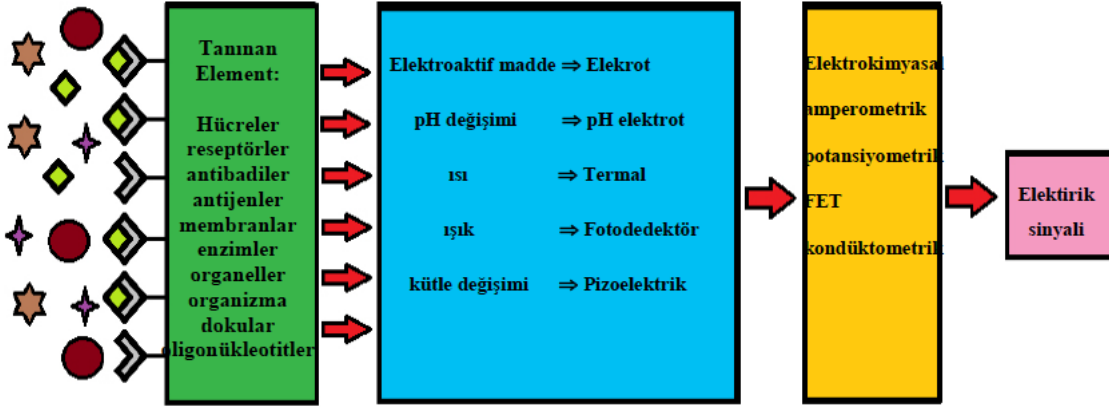 Tanınan
Element:
Hücreler
reseptörler
antibadiler
antijenler
membranlar
enzimler
organeller
organizma
dokular
oligonükleotitler
Elektroaktif madde ⇒ Elekrot
pH değişimi ⇒ pH elektrot
ısı ⇒ Termal
ışık ⇒ Fotodedektör
kütle değişimi ⇒ Pizoelektrik
Elektrokimyasal
amperometrik
potansiyometrik
FET
kondüktometrik
Elektirik
sinyali